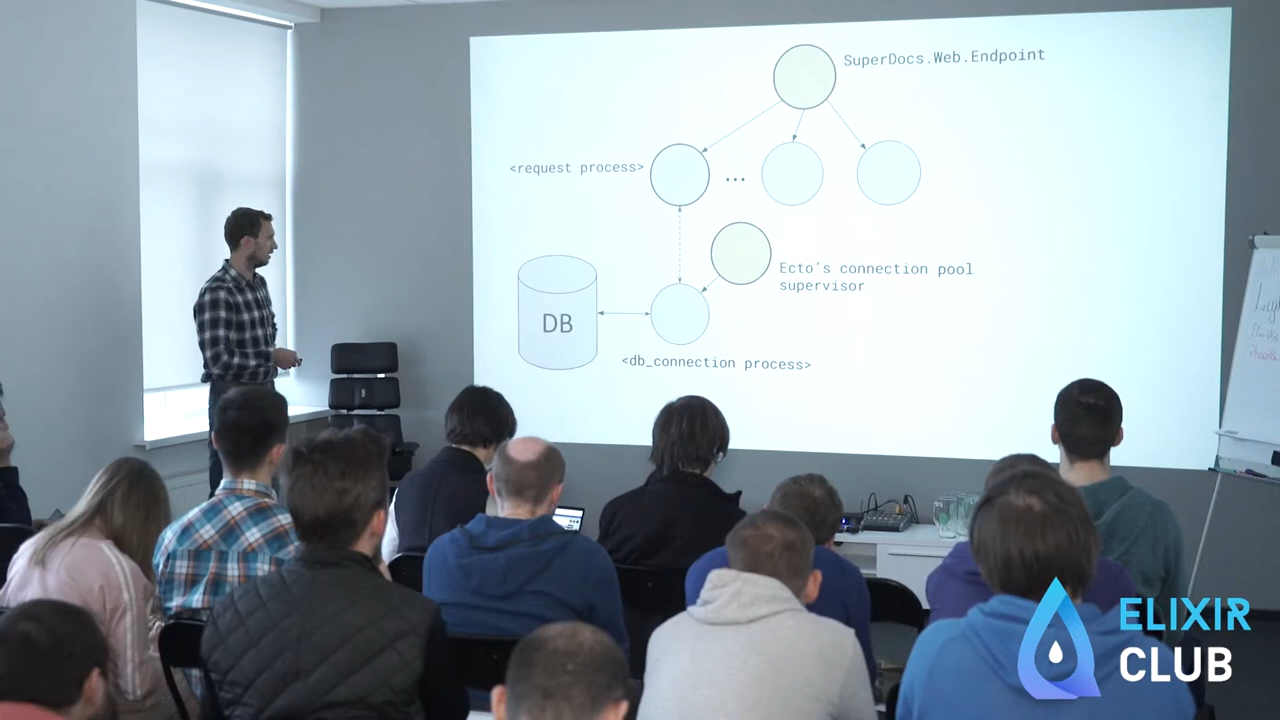 SuperDocs.Web.Endpoint
<request process>
...
Ecto's connection pool
supervisor
DB
<db_connection process>
ELIXIR
CLUB